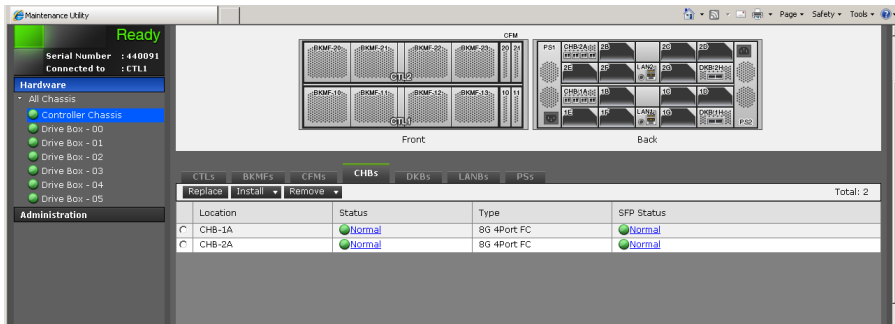 Maintenance Utility
Page Safety Tools
Ready
Serial Number : 440091
Connected to : CTL1
Hardware
All Chassis
Controller Chassis
Drive Box - 00
Drive Box - 01
Drive Box - 02
Drive Box - 03
Drive Box - 04
Drive Box - 05
Administration
CFM
BKMF-20 BKMF-21 BKMF-22 BKMF-23 20 21
CTL2
BKMF-10 BKMF-11 BKMF-12 BKMF-13 10 11
CTL1
Front
PS1 CHB-2A 2B 2C 2D
2E 2F LAN2 2G DKB-2H
CHB-1A 1B 1C 1D
1E 1F LAN1 1G DKB-1H PS2
Back
CTLs BKMFs CFMs CHBs DKBs LANBs PSs
Replace Install Remove Total: 2
Location Status Type SFP Status
CHB-1A Normal 8G 4Port FC Normal
CHB-2A Normal 8G 4Port FC Normal